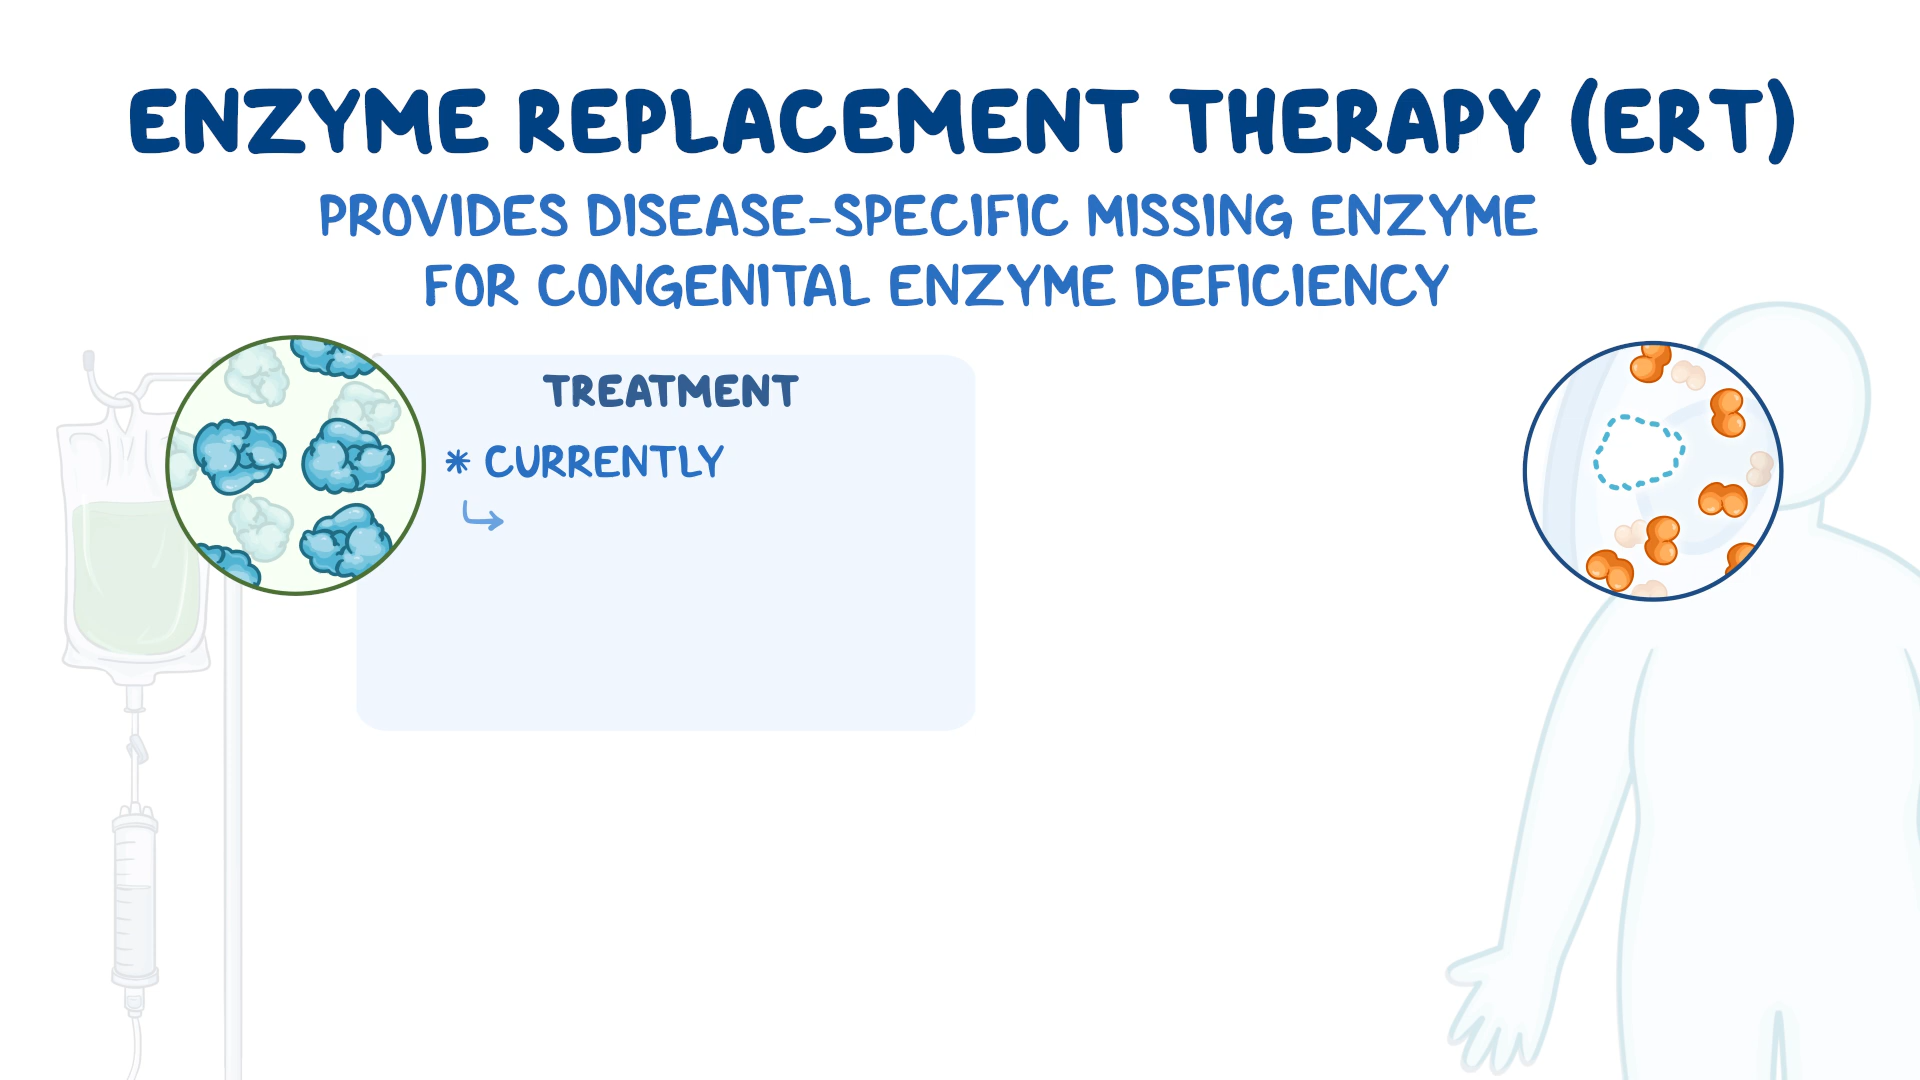 ENZYME REPLACEMENT THERAPY (ERT)
PROVIDES DISEASE-SPECIFIC MISSING ENZYME
FOR CONGENITAL ENZYME DEFICIENCY
TREATMENT
* CURRENTLY